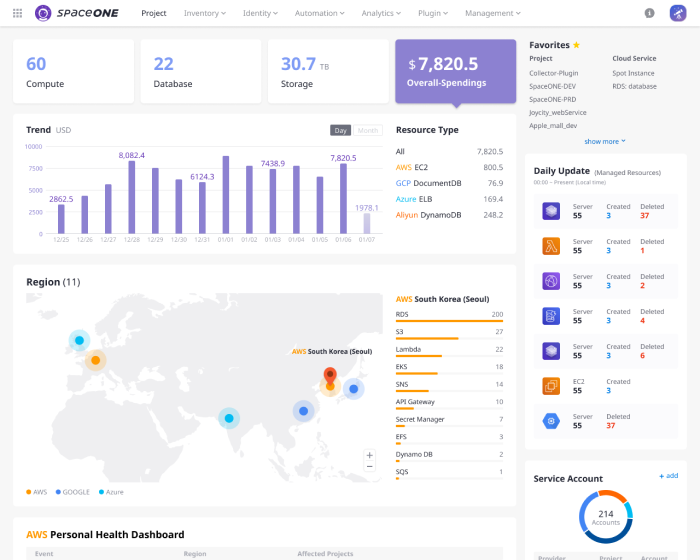 SPACEONE
Project Inventory Identity Automation Analytics Plugin Management
60
Compute
22
Database
30.7 TB
Storage
$7,820.5
Overall-Spendings
Trend USD
Day Month
10000
7500
5000
2500
0
2862.5
8,082.4
6124.3
7438.9
7,820.5
1978.1
12/25 12/26 12/27 12/28 12/29 12/30 12/31 01/01 01/02 01/03 01/04 01/05 01/06 01/07
Resource Type
All 7,820.5
AWS EC2 800.5
GCP DocumentDB 76.9
Azure ELB 169.4
Aliyun DynamoDB 248.2
Region (11)
AWS South Korea (Seoul)
+
−
AWS GOOGLE Azure
AWS South Korea (Seoul)
RDS 200
S3 27
Lambda 22
EKS 18
SNS 14
API Gateway 10
Secret Manager 7
EFS 3
Dynamo DB 2
SQS 1
AWS Personal Health Dashboard
Event Region Affected Projects
Favorites
Project Cloud Service
Collector-Plugin Spot Instance
SpaceONE-DEV RDS: database
SpaceONE-PRD
Joycity_webService
Apple_mall_dev
show more
Daily Update (Managed Resources)
00:00 ~ Present (Local time)
Server Created Deleted
55 3 37
Server Created Deleted
55 3 1
Server Created Deleted
55 3 2
Server Created Deleted
55 3 4
Server Created Deleted
55 3 6
EC2 Created
55 3
Server Deleted
55 37
Service Account + add
214
Accounts
Provider Project Account